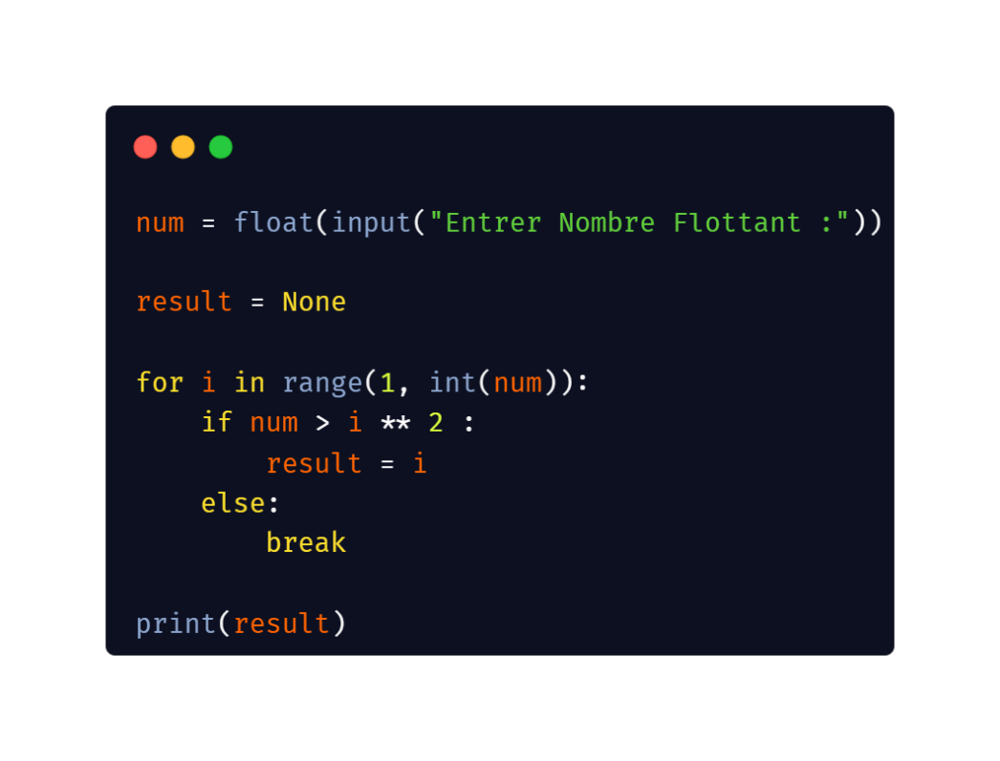 num = float(input("Entrer Nombre Flottant :"))
result = None
for i in range(1, int(num)):
    if num > i ** 2 :
        result = i
    else:
        break
print(result)